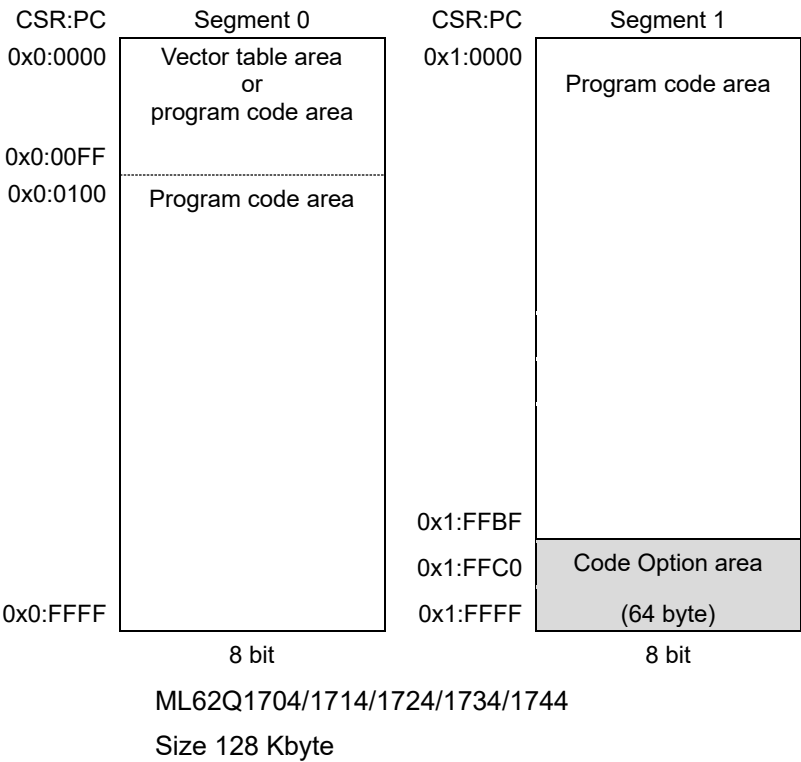 CSR:PC Segment 0 CSR:PC Segment 1
0x0:0000 Vector table area 0x1:0000
or
Program code area
program code area
0x0:00FF
0x0:0100 Program code area
0x1:FFBF
0x1:FFC0 Code Option area
0x0:FFFF 0x1:FFFF (64 byte)
8 bit 8 bit
ML62Q1704/1714/1724/1734/1744
Size 128 Kbyte